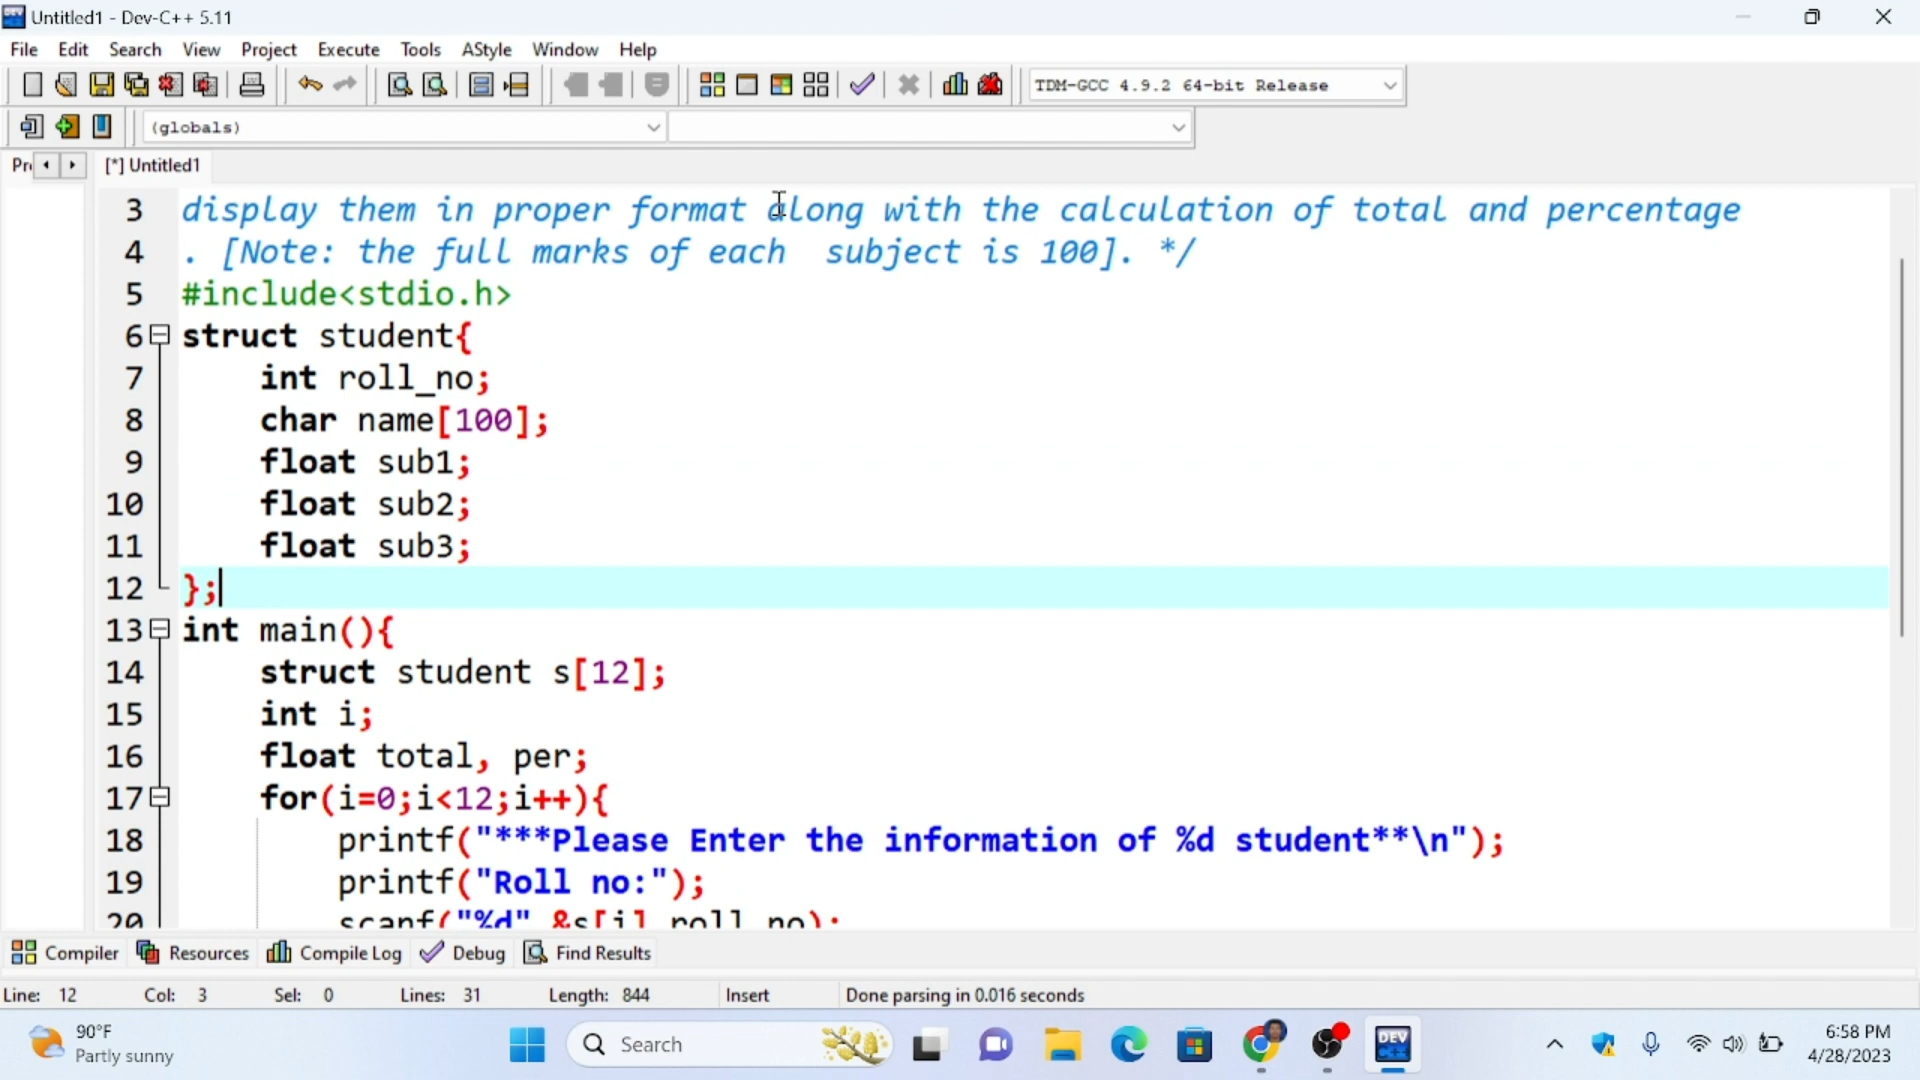 Untitled1 - Dev-C++ 5.11
File Edit Search View Project Execute Tools AStyle Window Help
TDM-GCC 4.9.2 64-bit Release
(globals)
[*] Untitled1
3 display them in proper format along with the calculation of total and percentage
4 . [Note: the full marks of each subject is 100]. */
5 #include<stdio.h>
6 struct student{
7 int roll_no;
8 char name[100];
9 float sub1;
10 float sub2;
11 float sub3;
12 };
13 int main(){
14 struct student s[12];
15 int i;
16 float total, per;
17 for(i=0;i<12;i++){
18 printf("***Please Enter the information of %d student**\n");
19 printf("Roll no:");
20 scanf("%d" &s[i] roll no);
Compiler Resources Compile Log Debug Find Results
Line: 12 Col: 3 Sel: 0 Lines: 31 Length: 844 Insert Done parsing in 0.016 seconds
90°F
Partly sunny
Search
DEV
6:58 PM
4/28/2023